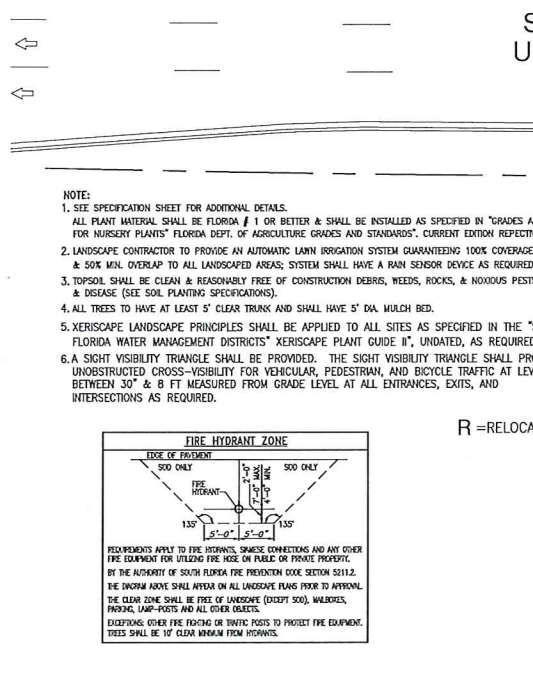 S
U
NOTE:
1. SEE SPECIFICATION SHEET FOR ADDITIONAL DETAILS.
ALL PLANT MATERIAL SHALL BE FLORIDA # 1 OR BETTER & SHALL BE INSTALLED AS SPECIFIED IN "GRADES A
FOR NURSERY PLANTS" FLORIDA DEPT. OF AGRICULTURE GRADES AND STANDARDS". CURRENT EDITION REPECTI
2. LANDSCAPE CONTRACTOR TO PROVIDE AN AUTOMATIC LAWN IRRIGATION SYSTEM GUARANTEEING 100% COVERAGE
& 50% MIN. OVERLAP TO ALL LANDSCAPED AREAS; SYSTEM SHALL HAVE A RAIN SENSOR DEVICE AS REQUIRED
3. TOPSOIL SHALL BE CLEAN & REASONABLY FREE OF CONSTRUCTION DEBRIS, WEEDS, ROCKS, & NOXIOUS PESTS
& DISEASE (SEE SOIL PLANTING SPECIFICATIONS).
4. ALL TREES TO HAVE AT LEAST 5' CLEAR TRUNK AND SHALL HAVE 5' DIA. MULCH BED.
5. XERISCAPE LANDSCAPE PRINCIPLES SHALL BE APPLIED TO ALL SITES AS SPECIFIED IN THE "S
FLORIDA WATER MANAGEMENT DISTRICTS" XERISCAPE PLANT GUIDE II", UNDATED, AS REQUIRED
6. A SIGHT VISIBILITY TRIANGLE SHALL BE PROVIDED. THE SIGHT VISIBILITY TRIANGLE SHALL PRO
UNOBSTRUCTED CROSS-VISIBILITY FOR VEHICULAR, PEDESTRIAN, AND BICYCLE TRAFFIC AT LEV
BETWEEN 30" & 8 FT MEASURED FROM GRADE LEVEL AT ALL ENTRANCES, EXITS, AND
INTERSECTIONS AS REQUIRED.
R =RELOCA
FIRE HYDRANT ZONE
EDGE OF PAVEMENT
SOD ONLY
SOD ONLY
FIRE
HYDRANT
2'-0"
7'-0" MAX.
4'-0" MIN.
135°
135°
5'-0" 5'-0"
REQUIREMENTS APPLY TO FIRE HYDRANTS, SIAMESE CONNECTIONS AND ANY OTHER
FIRE EQUIPMENT FOR UTILIZING FIRE HOSE ON PUBLIC OR PRIVATE PROPERTY.
BY THE AUTHORITY OF SOUTH FLORIDA FIRE PREVENTION CODE SECTION 5211.2.
THE DIAGRAM ABOVE SHALL APPEAR ON ALL LANDSCAPE PLANS PRIOR TO APPROVAL.
THE CLEAR ZONE SHALL BE FREE OF LANDSCAPE (EXCEPT SOD), MAILBOXES,
PARKING, LAMP-POSTS AND ALL OTHER OBJECTS.
EXCEPTIONS: OTHER FIRE FIGHTING OR TRAFFIC POSTS TO PROTECT FIRE EQUIPMENT.
TREES SHALL BE 10' CLEAR MINIMUM FROM HYDRANTS.